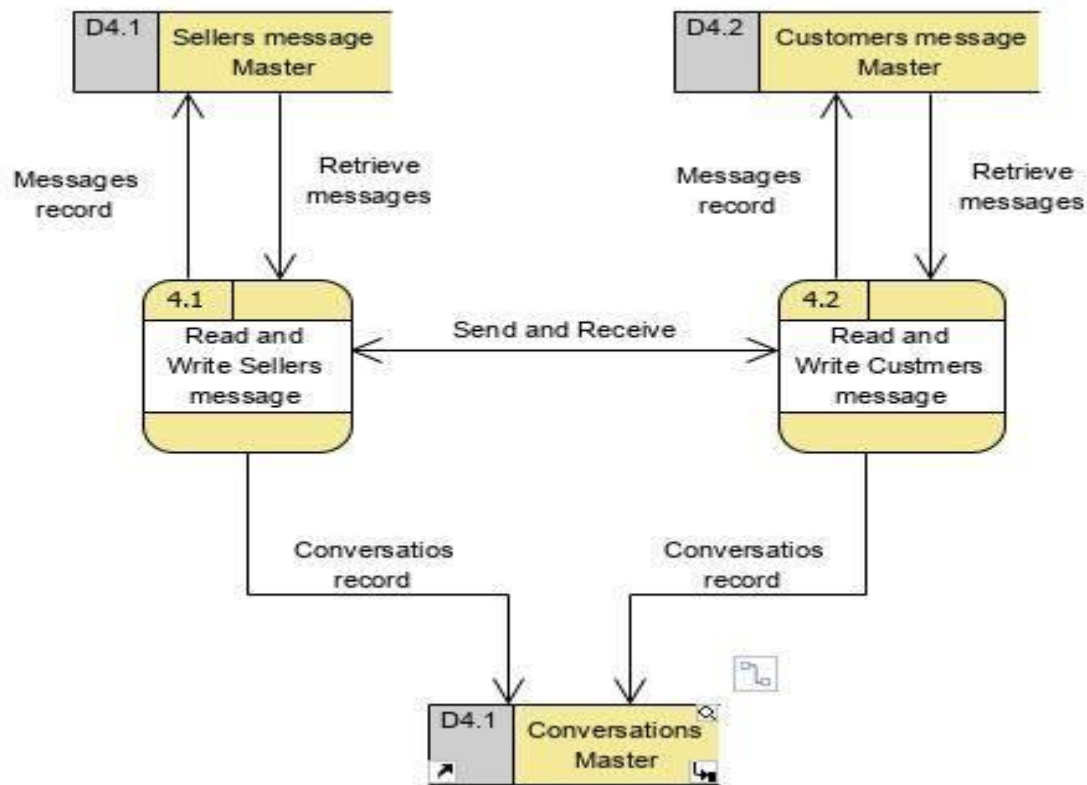 D4.1
Sellers message
Master
D4.2
Customers message
Master
Messages
record
Retrieve
messages
Messages
record
Retrieve
messages
4.1
Read and
Write Sellers
message
Send and Receive
4.2
Read and
Write Custmers
message
Conversatios
record
Conversatios
record
D4.1
Conversations
Master